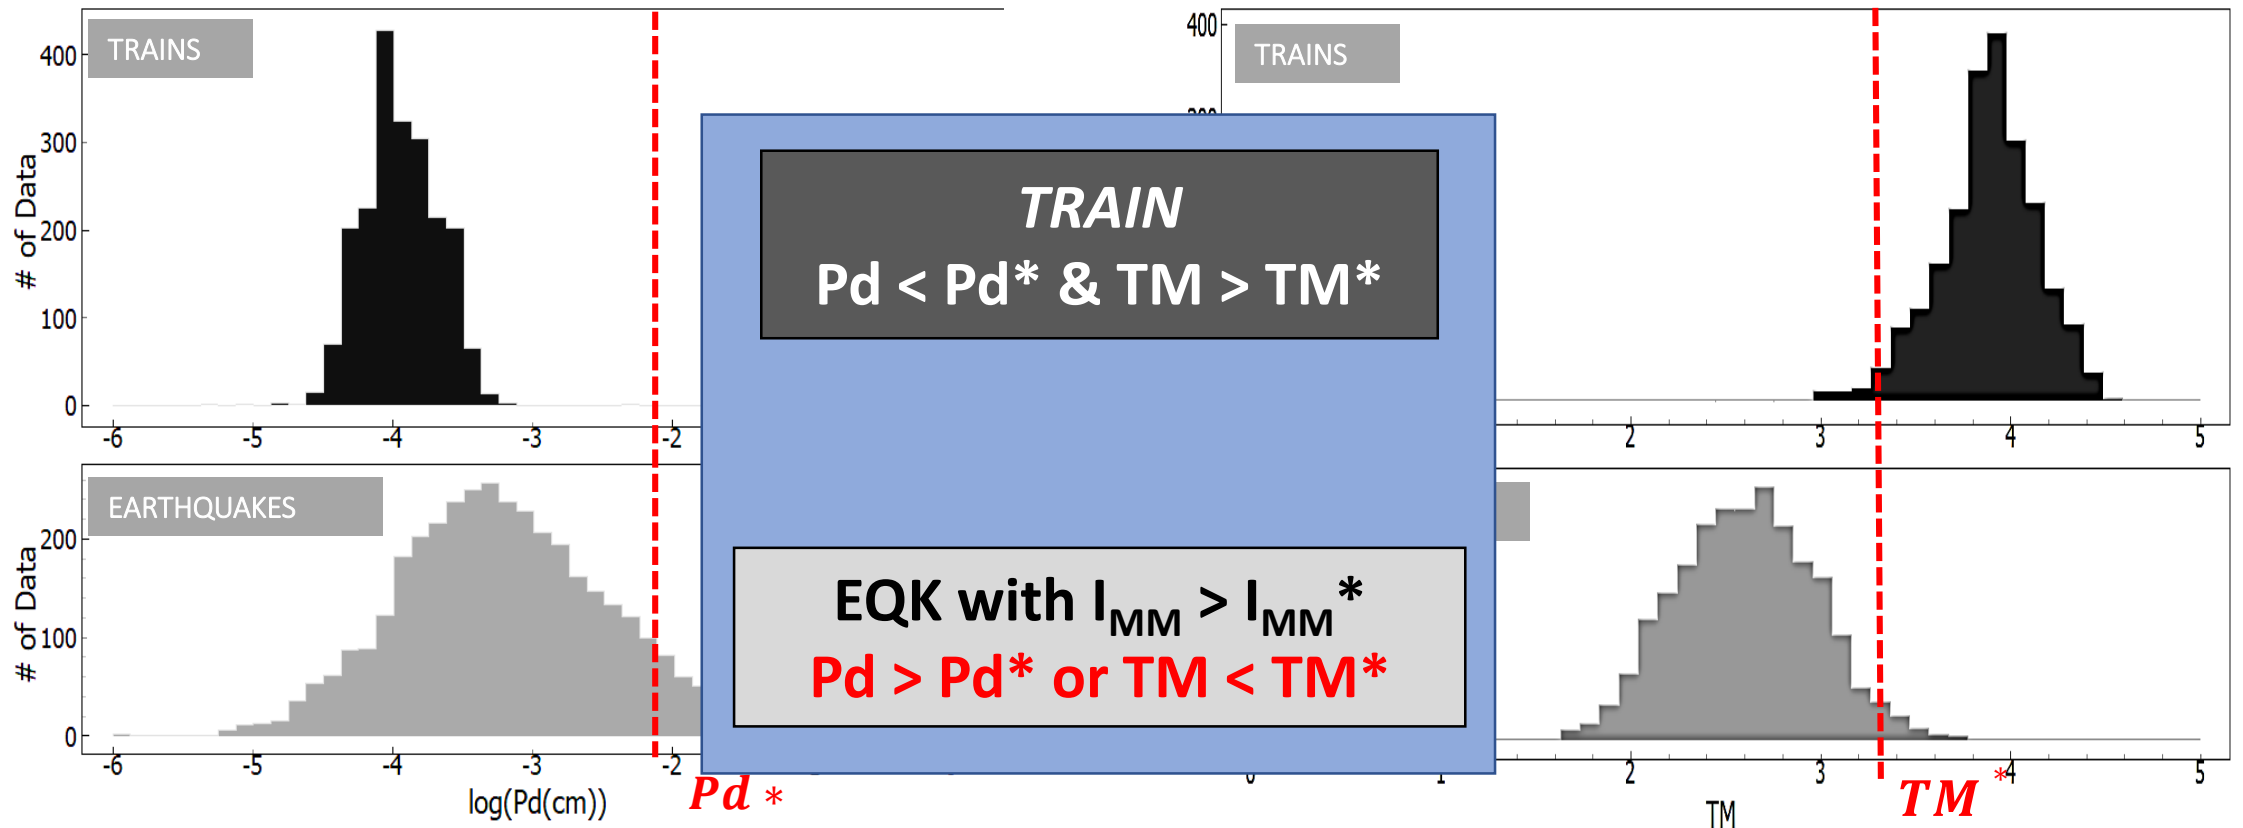 TRAINS
400
300
200
100
0
# of Data
-6 -5 -4 -3 -2
EARTHQUAKES
200
100
0
# of Data
-6 -5 -4 -3 -2
log(Pd(cm))
Pd *
TRAIN
Pd < Pd* & TM > TM*
EQK with IMM > IMM*
Pd > Pd* or TM < TM*
400
TRAINS
2 3 4 5
2 3 4 5
TM
TM *